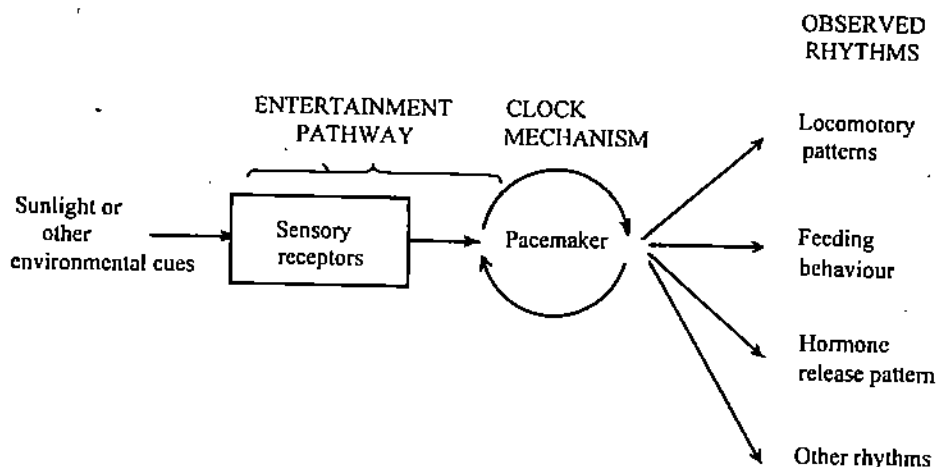 OBSERVED
RHYTHMS
ENTERTAINMENT
PATHWAY
CLOCK
MECHANISM
Locomotory
patterns
Sunlight or
other
environmental cues
Sensory
receptors
Pacemaker
Feeding
behaviour
Hormone
release pattern
Other rhythms